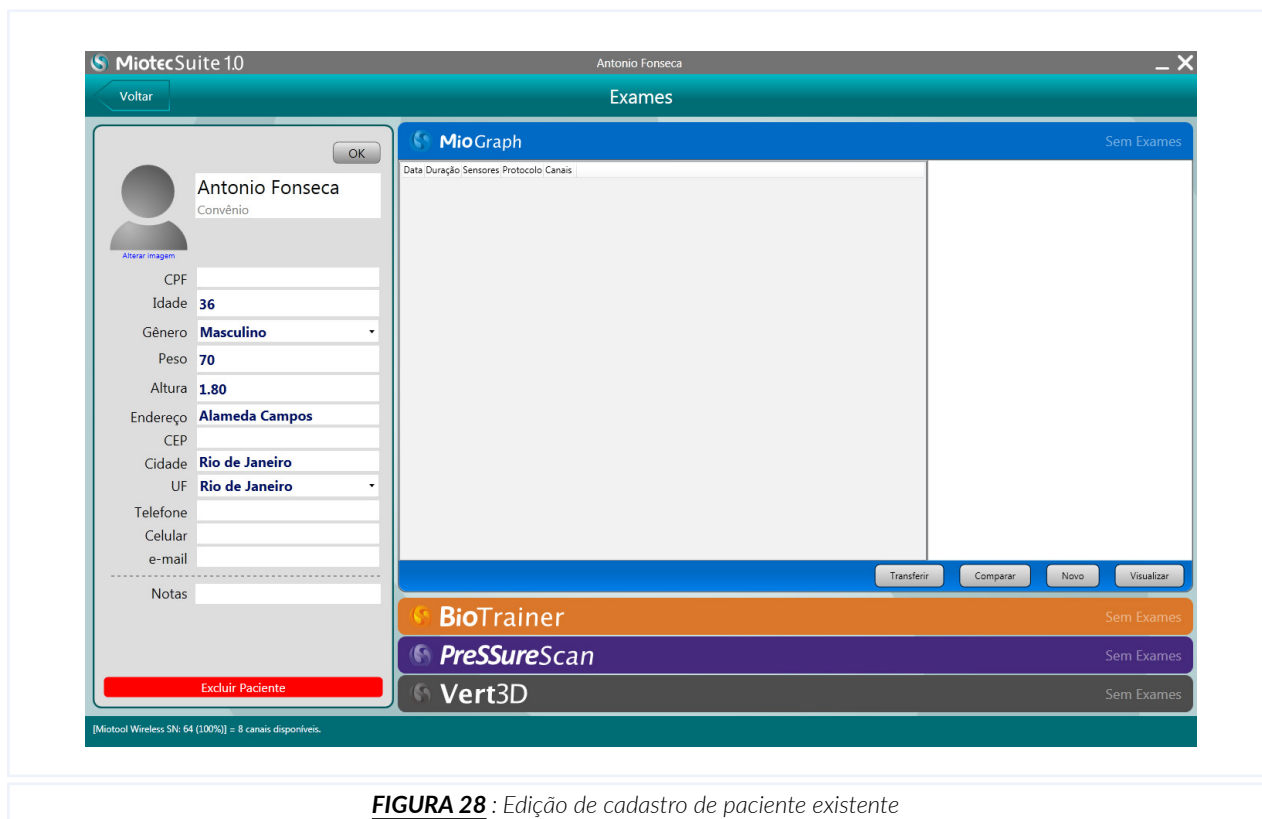 MiotecSuite 1.0
Antonio Fonseca
Voltar
Exames
OK
Antonio Fonseca
Convênio
Alterar imagem
CPF
Idade 36
Gênero Masculino
Peso 70
Altura 1.80
Endereço Alameda Campos
CEP
Cidade Rio de Janeiro
UF Rio de Janeiro
Telefone
Celular
e-mail
Notas
Excluir Paciente
MioGraph Sem Exames
Data Duração Sensores Protocolo Canais
Transferir Comparar Novo Visualizar
BioTrainer Sem Exames
PreSSureScan Sem Exames
Vert3D Sem Exames
[Miotool Wireless SN: 64 (100%)] = 8 canais disponíveis.
FIGURA 28 : Edição de cadastro de paciente existente